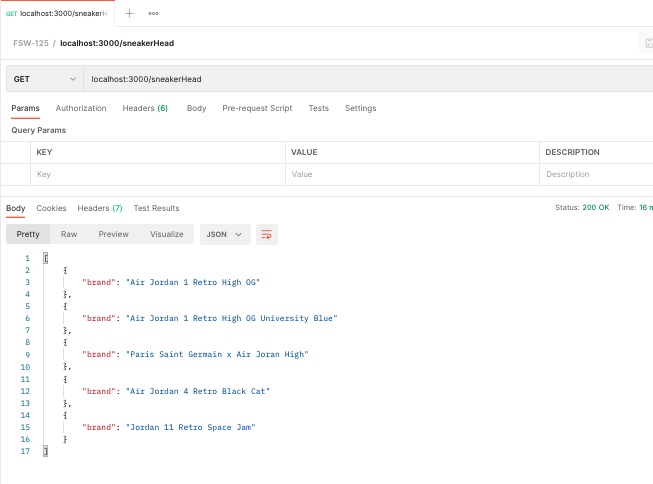 GET localhost:3000/sneakerH
FSW-125 / localhost:3000/sneakerHead
GET localhost:3000/sneakerHead
Params Authorization Headers (6) Body Pre-request Script Tests Settings
Query Params
KEY VALUE DESCRIPTION
Key Value Description
Body Cookies Headers (7) Test Results Status: 200 OK Time: 16 m
Pretty Raw Preview Visualize JSON
1 [
2 {
3 "brand": "Air Jordan 1 Retro High OG"
4 },
5 {
6 "brand": "Air Jordan 1 Retro High OG University Blue"
7 },
8 {
9 "brand": "Paris Saint Germain x Air Joran High"
10 },
11 {
12 "brand": "Air Jordan 4 Retro Black Cat"
13 },
14 {
15 "brand": "Jordan 11 Retro Space Jam"
16 }
17 ]